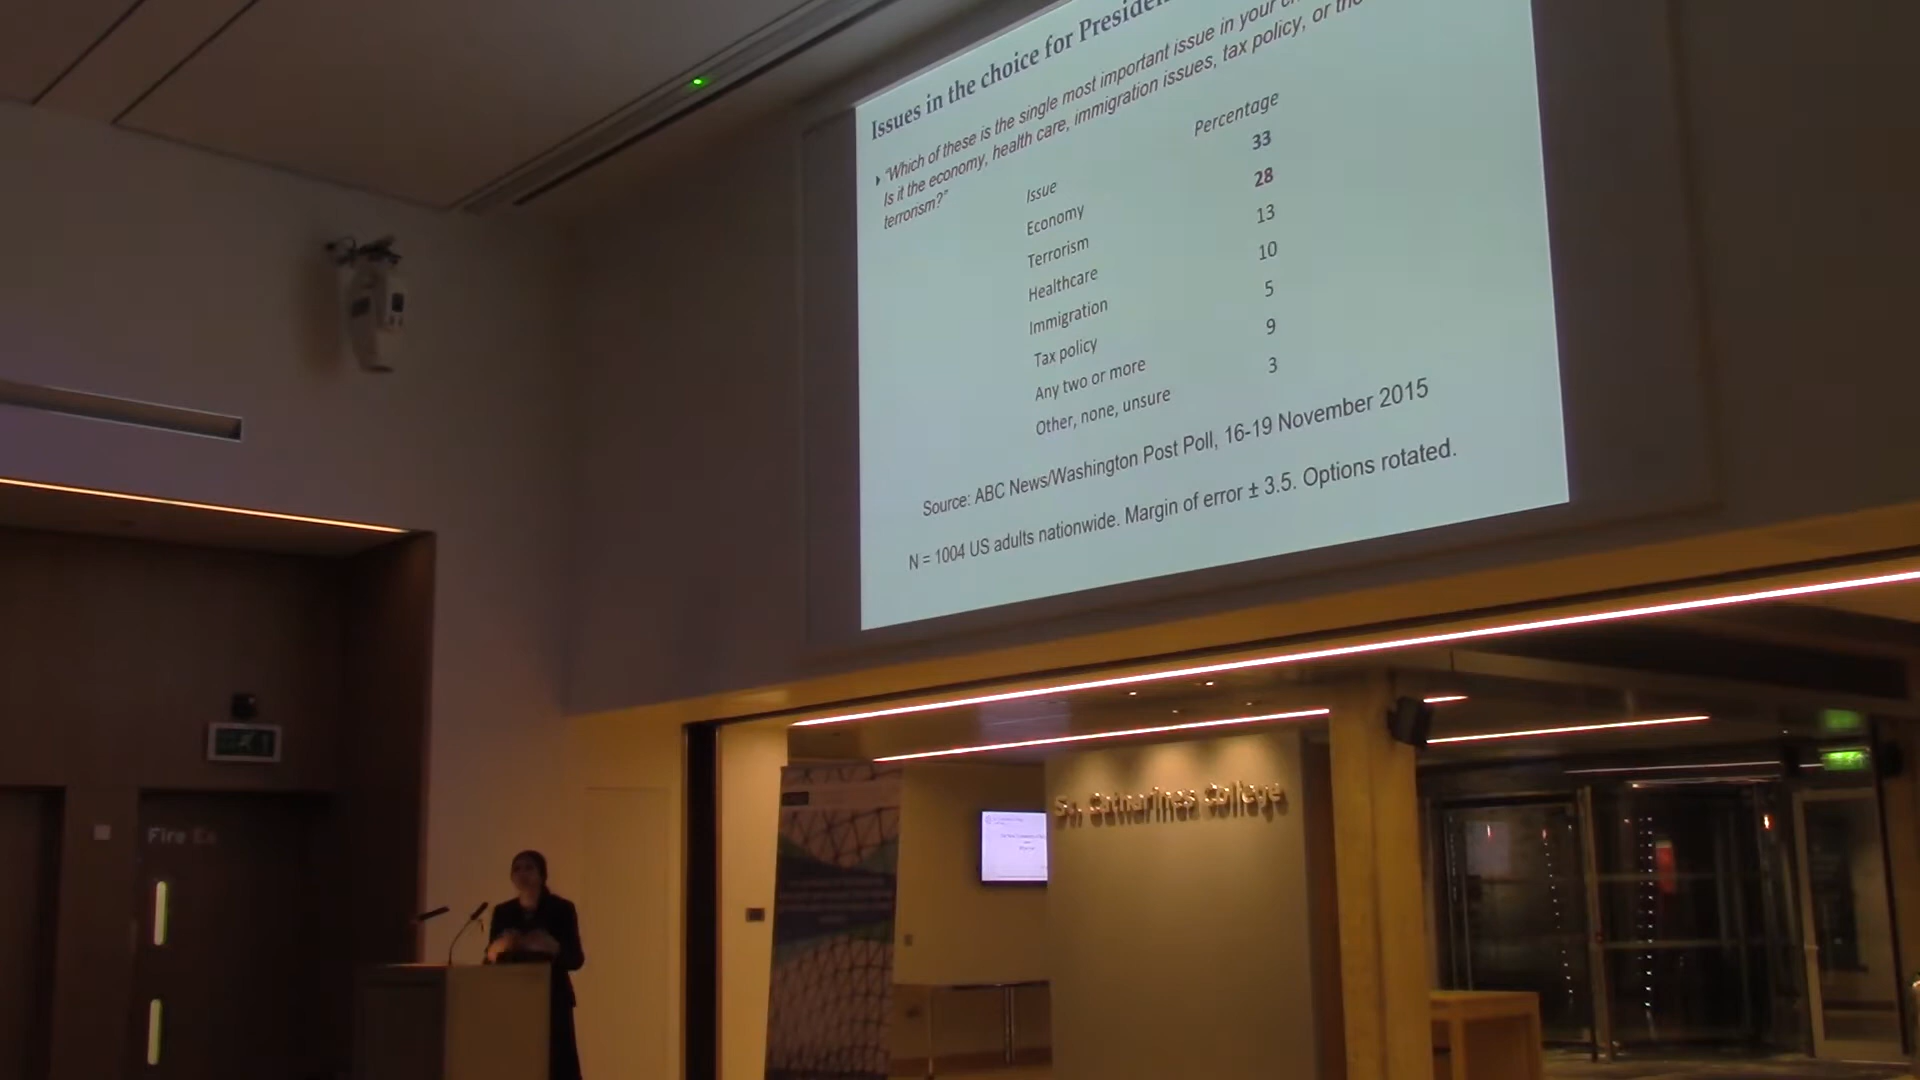 Issues in the choice for
"Which of these is the single most important issue in your
Is it the economy, health care, immigration issues, tax policy, or the
terrorism?"
Issue Percentage
Economy 33
Terrorism 28
Healthcare 13
Immigration 10
Tax policy 5
Any two or more 9
Other, none, unsure 3
Source: ABC News/Washington Post Poll, 16-19 November 2015
N = 1004 US adults nationwide. Margin of error ± 3.5. Options rotated.
St. Catharine's College
Fire